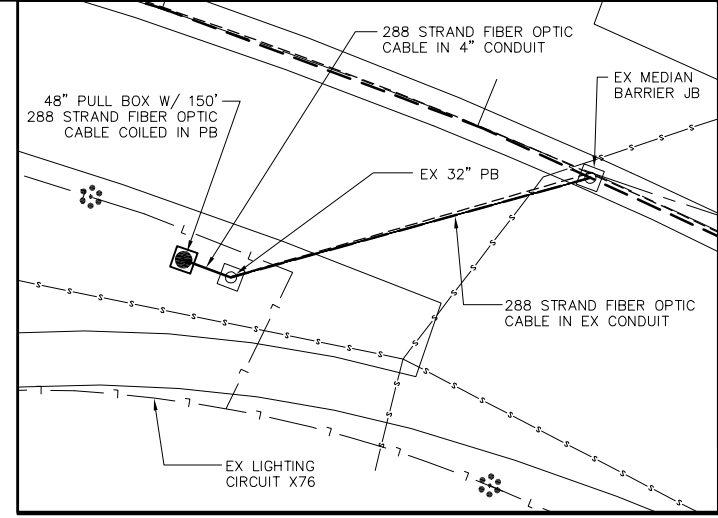 288 STRAND FIBER OPTIC
CABLE IN 4" CONDUIT
48" PULL BOX W/ 150'
288 STRAND FIBER OPTIC
CABLE COILED IN PB
EX MEDIAN
BARRIER JB
EX 32" PB
288 STRAND FIBER OPTIC
CABLE IN EX CONDUIT
EX LIGHTING
CIRCUIT X76